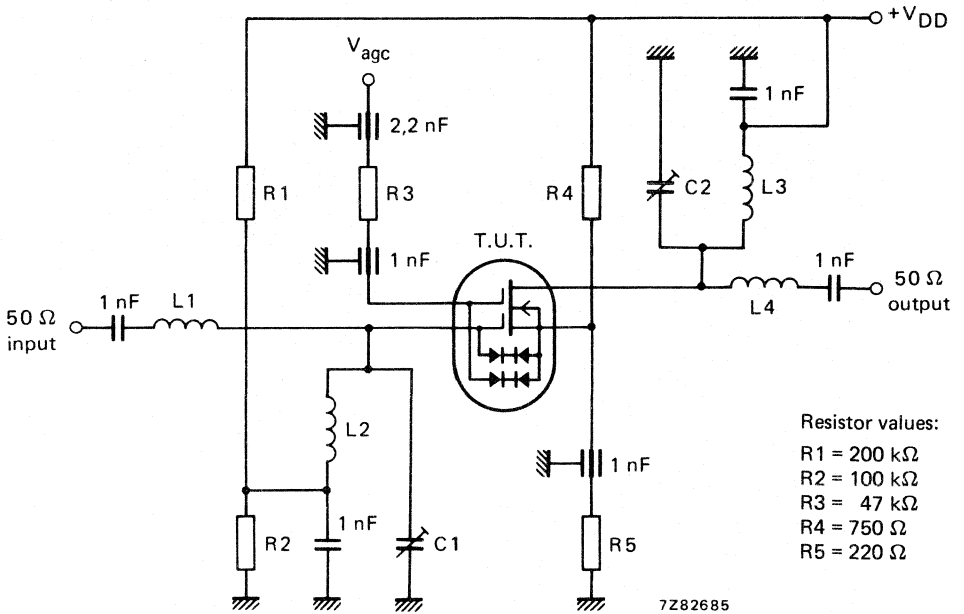 +V_DD
V_agc
1 nF
2,2 nF
R1
R3
R4
C2
L3
T.U.T.
1 nF
1 nF
L1
50 Ω
input
1 nF
50 Ω
output
L4
L2
Resistor values:
R1 = 200 kΩ
R2 = 100 kΩ
R3 = 47 kΩ
R4 = 750 Ω
R5 = 220 Ω
1 nF
1 nF
R2
C1
R5
7Z82685